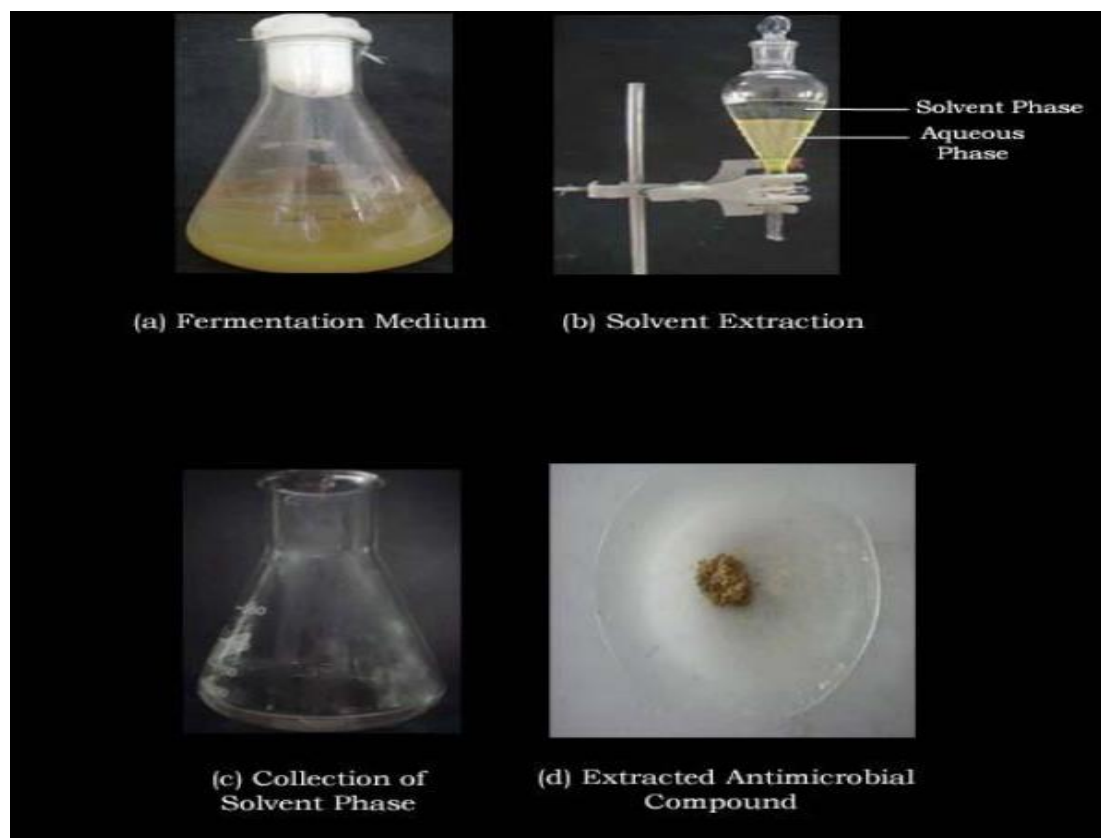 Solvent Phase
Aqueous
Phase
(a) Fermentation Medium
(b) Solvent Extraction
(c) Collection of
Solvent Phase
(d) Extracted Antimicrobial
Compound